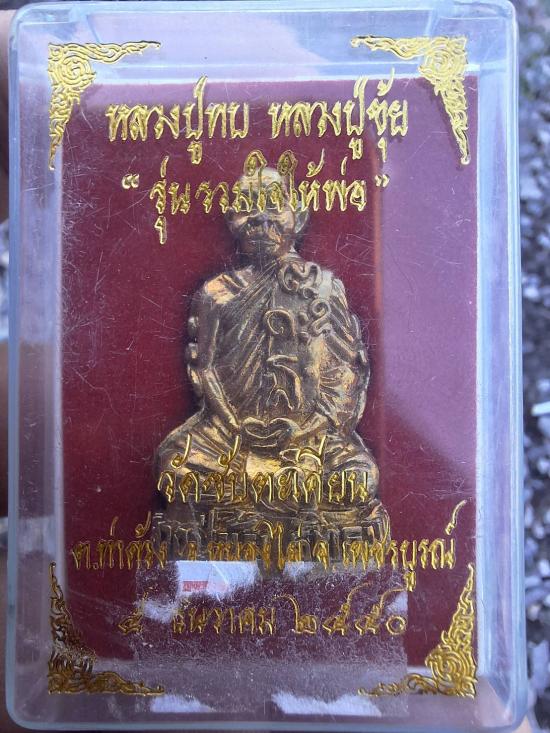 หลวงปู่ทบ หลวงปู่ซุ้ย
“ รุ่นรวมใจให้พ่อ ”
วัดซับตะเคียน
ต.ท่าด้วง อ.หนองไผ่ จ.เพชรบูรณ์
๕ ธันวาคม ๒๕๕๐